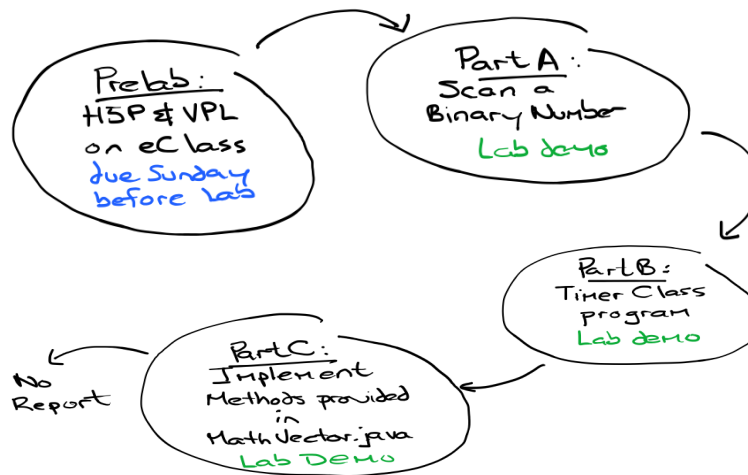 Prelab:
H5P & VPL
on eClass
due Sunday
before Lab
Part A:
Scan a
Binary Number
Lab demo
Part B:
Timer Class
program
Lab demo
Part C:
Implement
Methods provided
in
MathVector.java
Lab Demo
No
Report